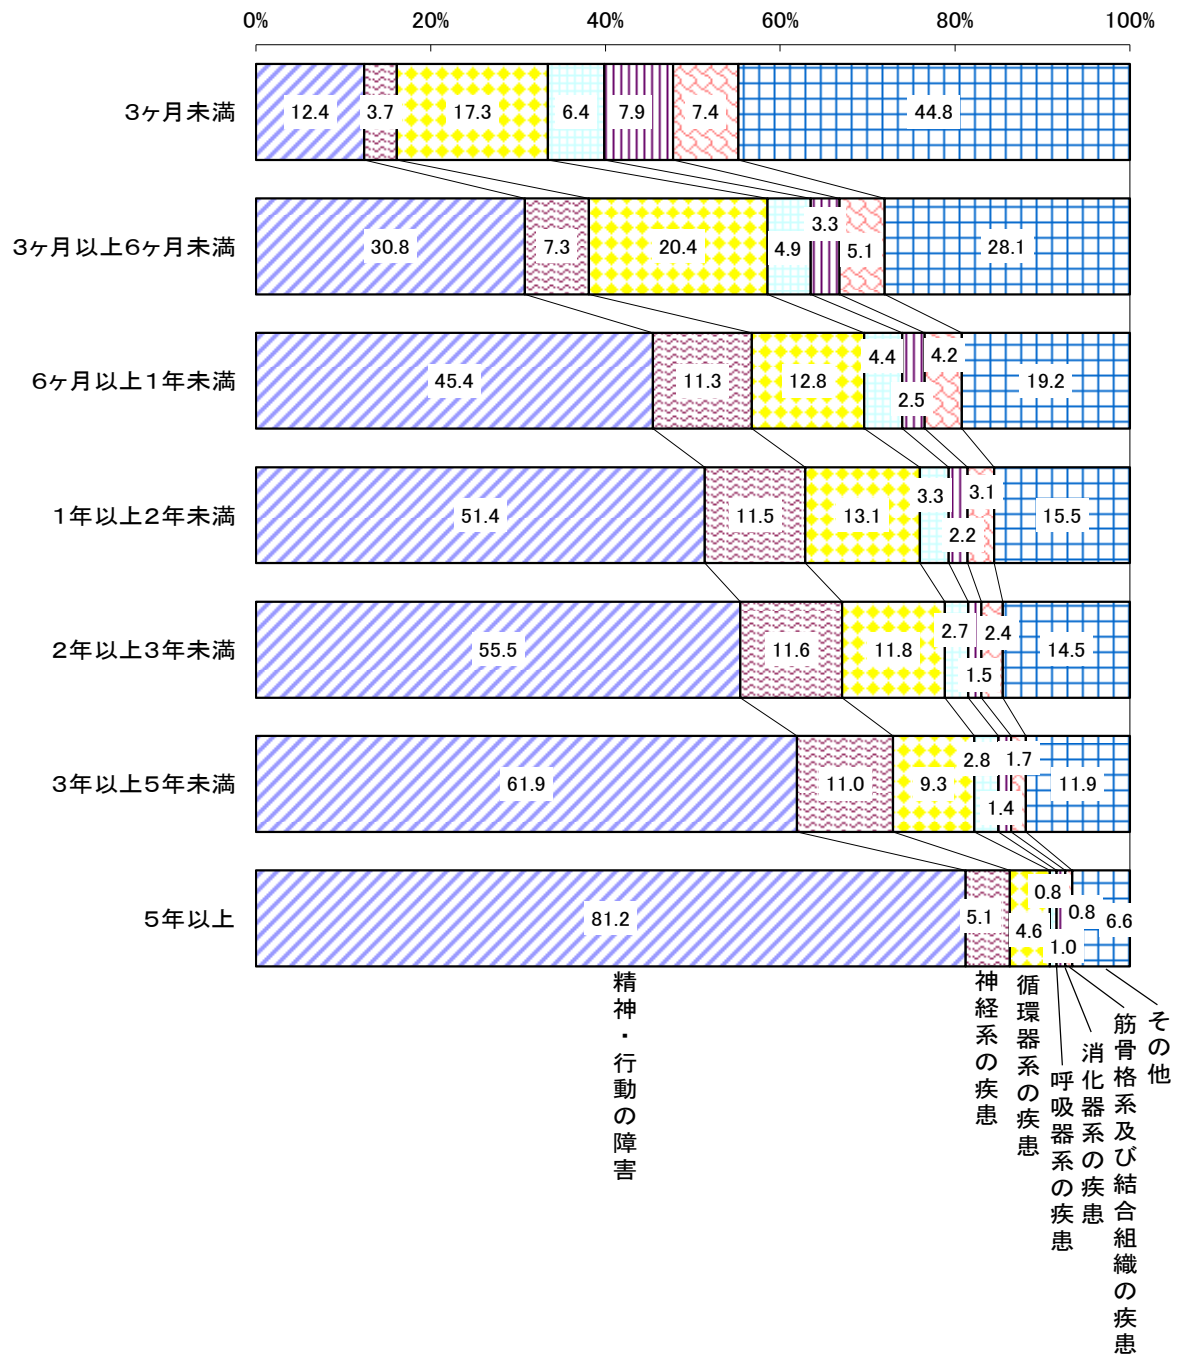 0% 20% 40% 60% 80% 100%
3ヶ月未満 12.4 3.7 17.3 6.4 7.9 7.4 44.8
3ヶ月以上6ヶ月未満 30.8 7.3 20.4 4.9 3.3 5.1 28.1
6ヶ月以上1年未満 45.4 11.3 12.8 4.4 2.5 4.2 19.2
1年以上2年未満 51.4 11.5 13.1 3.3 2.2 3.1 15.5
2年以上3年未満 55.5 11.6 11.8 2.7 1.5 2.4 14.5
3年以上5年未満 61.9 11.0 9.3 2.8 1.4 1.7 11.9
5年以上 81.2 5.1 4.6 0.8 1.0 0.8 6.6
精神・行動の障害
神経系の疾患
循環器系の疾患
呼吸器系の疾患
消化器系の疾患
筋骨格系及び結合組織の疾患
その他